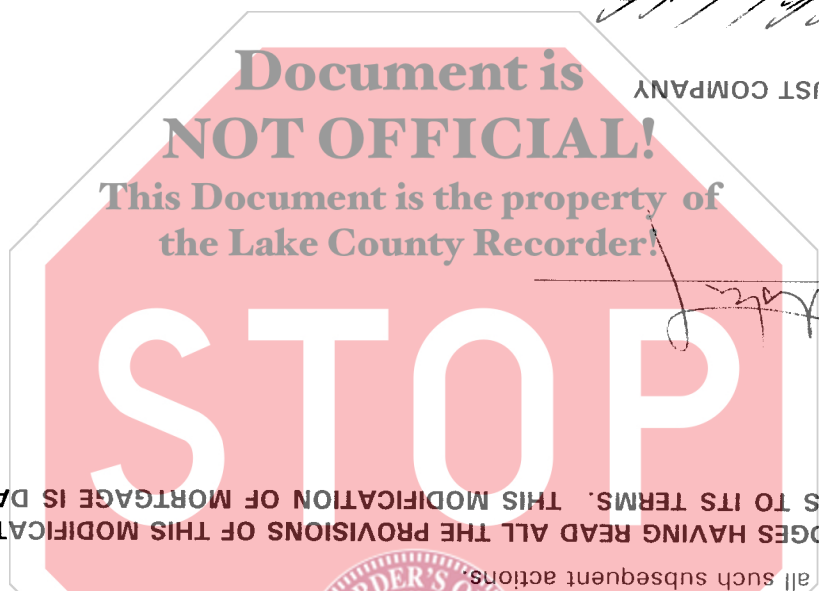 Document is
NOT OFFICIAL!
This Document is the property of
the Lake County Recorder!
STOP
RDER'S O
all such subsequent actions.
DGES HAVING READ ALL THE PROVISIONS OF THIS MODIFICAT
S TO ITS TERMS. THIS MODIFICATION OF MORTGAGE IS DA
UST COMPANY